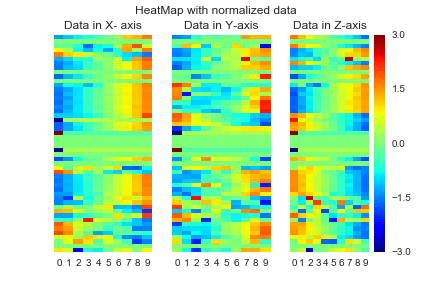 HeatMap with normalized data
Data in X- axis
Data in Y-axis
Data in Z-axis
3.0
1.5
0.0
−1.5
−3.0
0 1 2 3 4 5 6 7 8 9
0 1 2 3 4 5 6 7 8 9
0 1 2 3 4 5 6 7 8 9